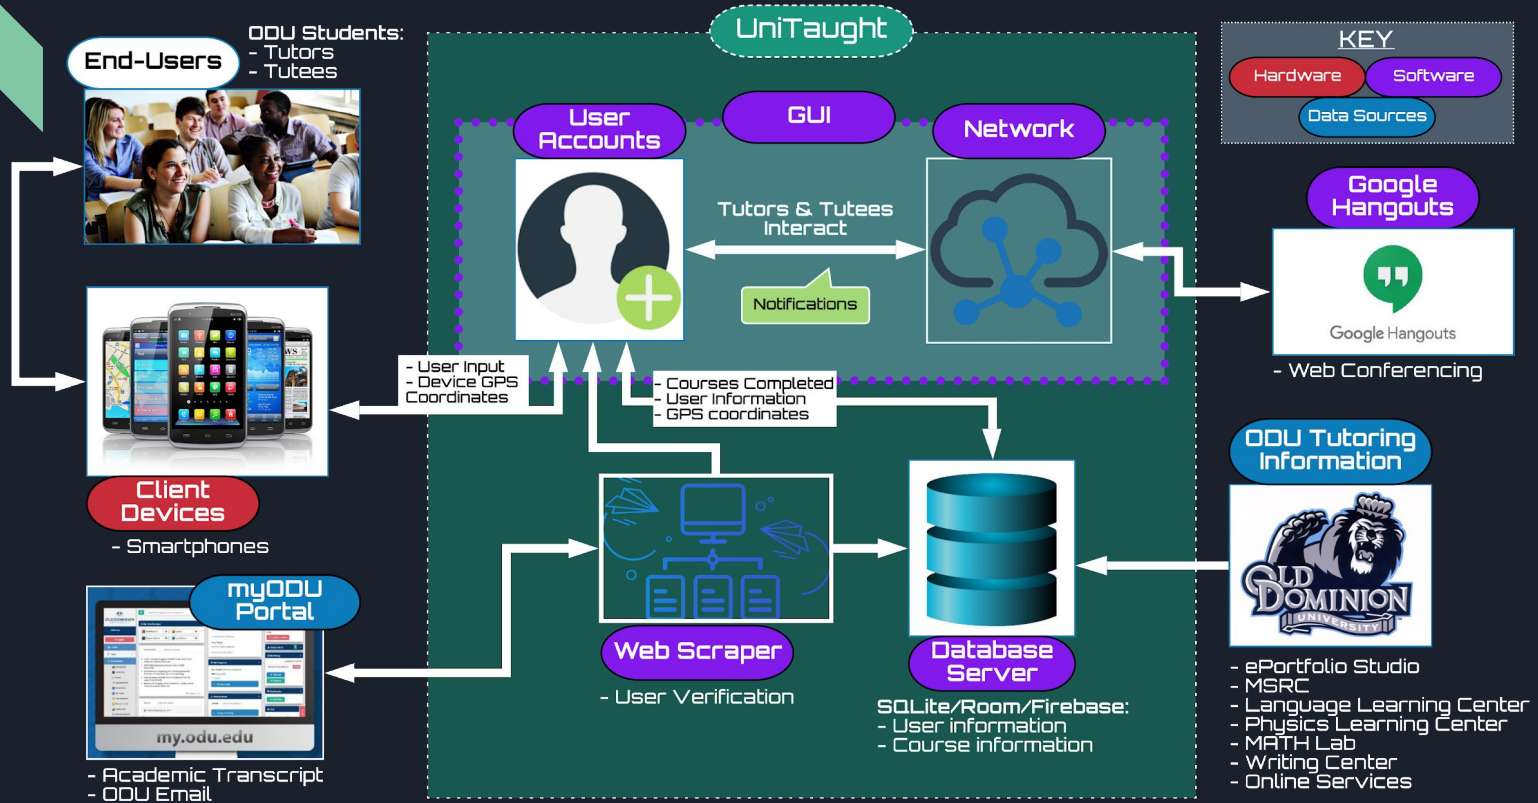 UniTaught
ODU Students:
- Tutors
- Tutees
End-Users
KEY
Hardware
Software
Data Sources
User
Accounts
GUI
Network
Tutors & Tutees
Interact
Notifications
Google
Hangouts
Google Hangouts
- Web Conferencing
- User Input
- Device GPS
Coordinates
- Courses Completed
- User Information
- GPS coordinates
Client
Devices
- Smartphones
ODU Tutoring
Information
OLD
DOMINION
UNIVERSITY
- ePortfolio Studio
- MSRC
- Language Learning Center
- Physics Learning Center
- MATH Lab
- Writing Center
- Online Services
myODU
Portal
my.odu.edu
- Academic Transcript
- ODU Email
Web Scraper
- User Verification
Database
Server
SQLite/Room/Firebase:
- User information
- Course information